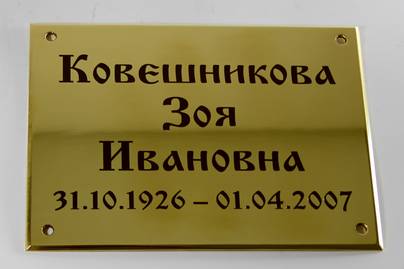 Ковешникова
Зоя
Ивановна
31.10.1926 – 01.04.2007